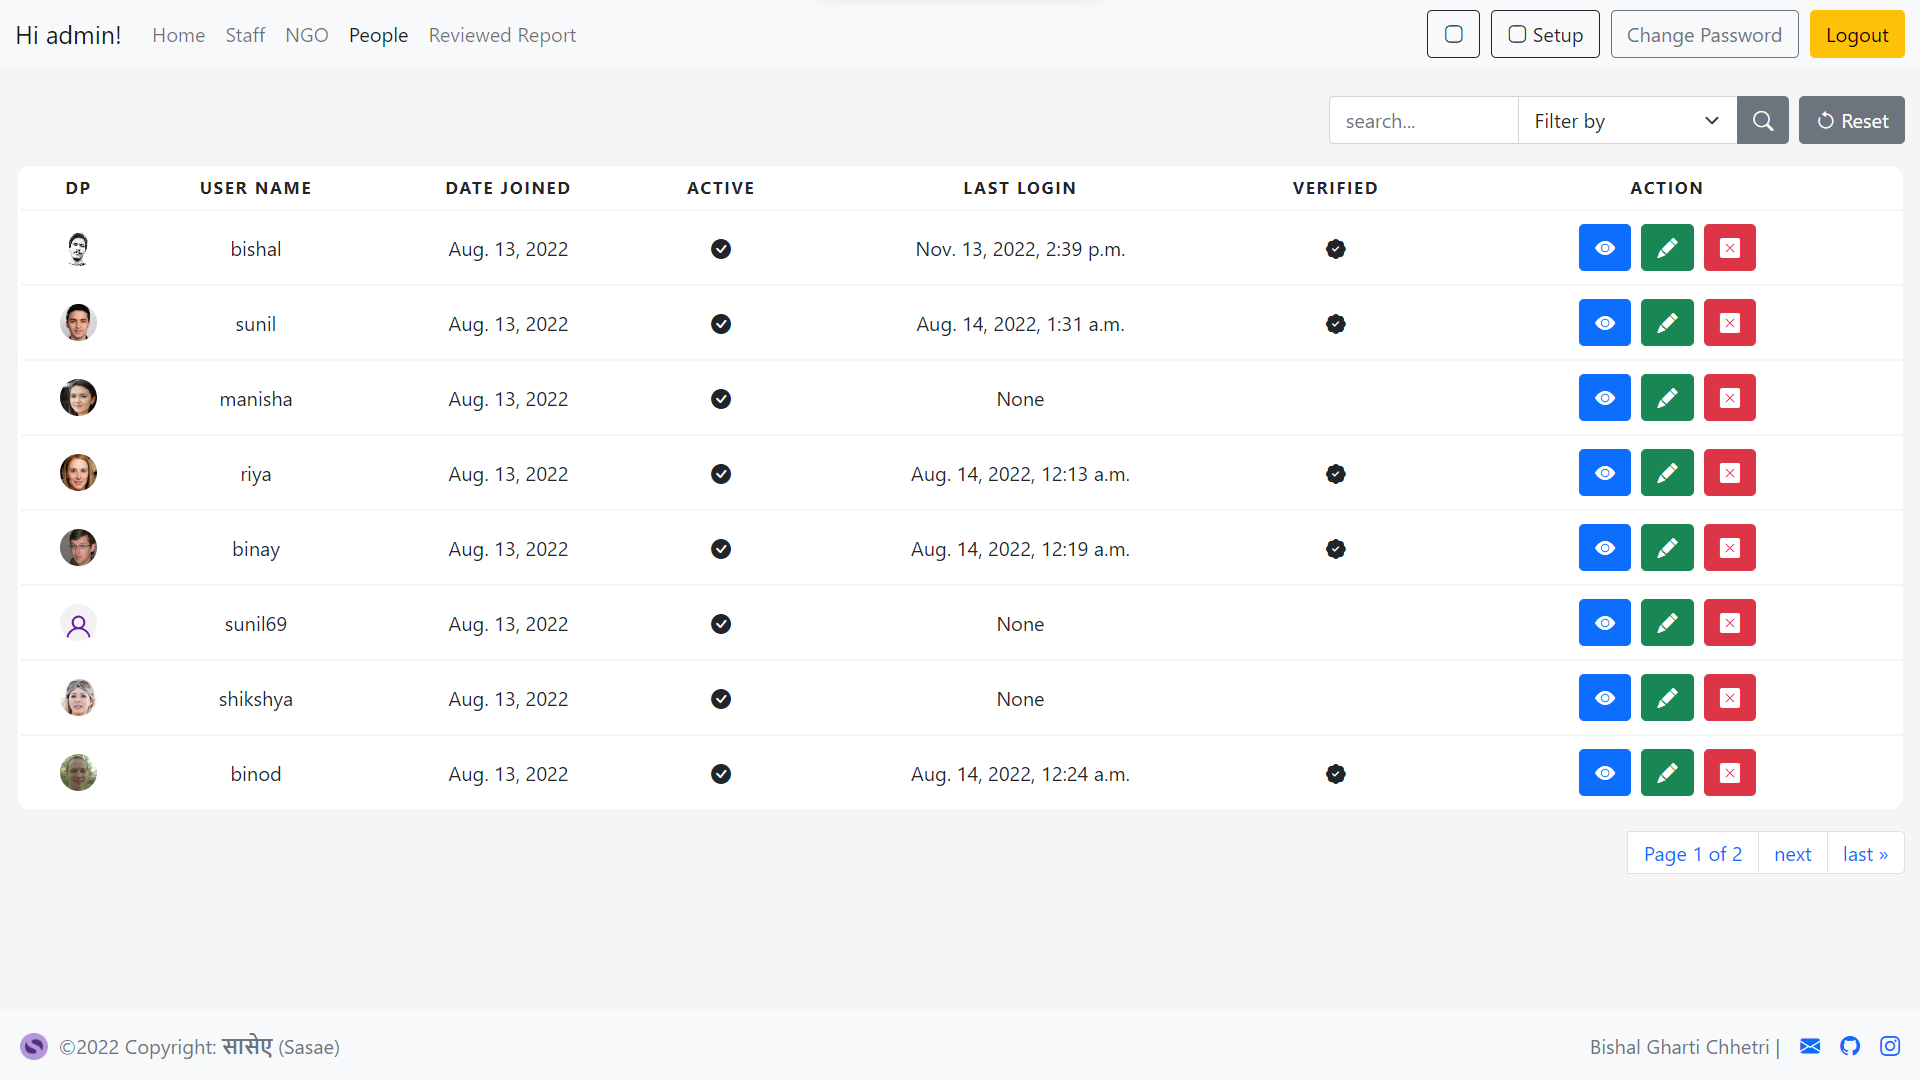 Hi admin! Home Staff NGO People Reviewed Report Setup Change Password Logout
search... Filter by Reset
DP USER NAME DATE JOINED ACTIVE LAST LOGIN VERIFIED ACTION
bishal Aug. 13, 2022 Nov. 13, 2022, 2:39 p.m.
sunil Aug. 13, 2022 Aug. 14, 2022, 1:31 a.m.
manisha Aug. 13, 2022 None
riya Aug. 13, 2022 Aug. 14, 2022, 12:13 a.m.
binay Aug. 13, 2022 Aug. 14, 2022, 12:19 a.m.
sunil69 Aug. 13, 2022 None
shikshya Aug. 13, 2022 None
binod Aug. 13, 2022 Aug. 14, 2022, 12:24 a.m.
Page 1 of 2 next last »
©2022 Copyright: सासेए (Sasae) Bishal Gharti Chhetri |